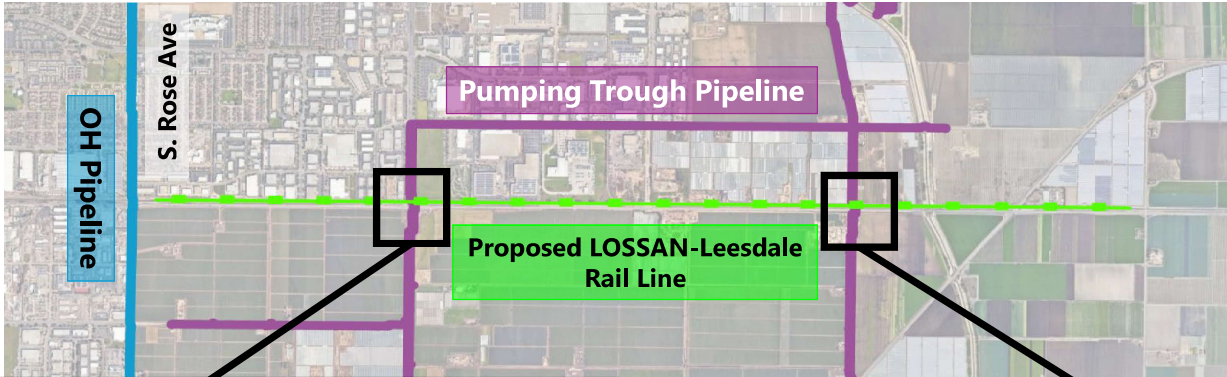 OH Pipeline
S. Rose Ave
Pumping Trough Pipeline
Proposed LOSSAN-Leesdale
Rail Line